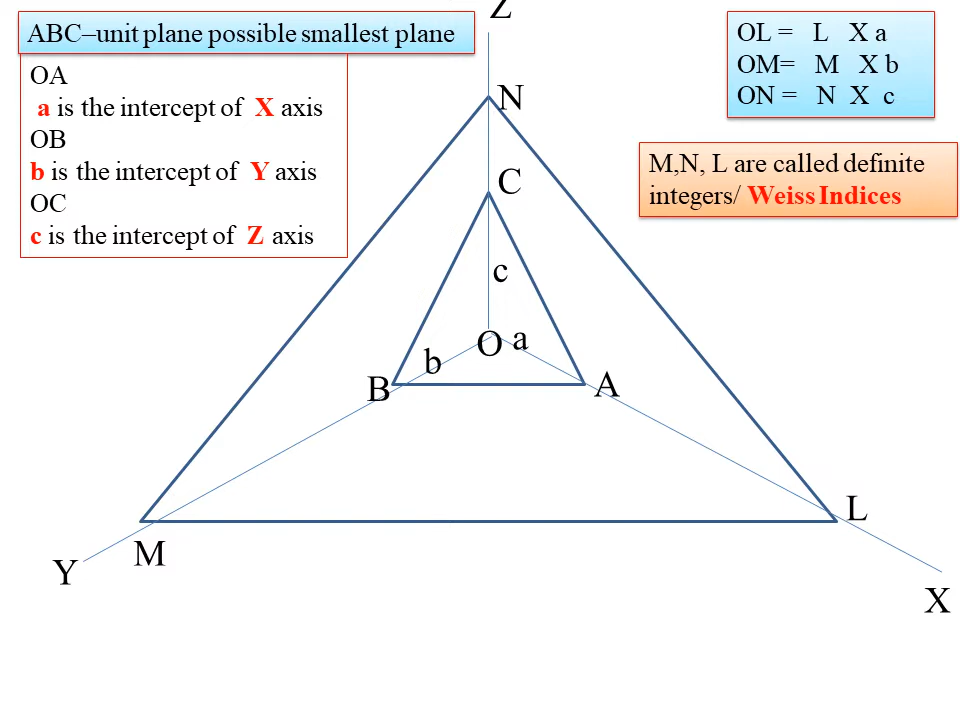 ABC–unit plane possible smallest plane
OA
a is the intercept of X axis
OB
b is the intercept of Y axis
OC
c is the intercept of Z axis
Z
N
C
c
O a
b
B
A
L
M
Y
X
OL = L X a
OM= M X b
ON = N X c
M,N, L are called definite
integers/ Weiss Indices